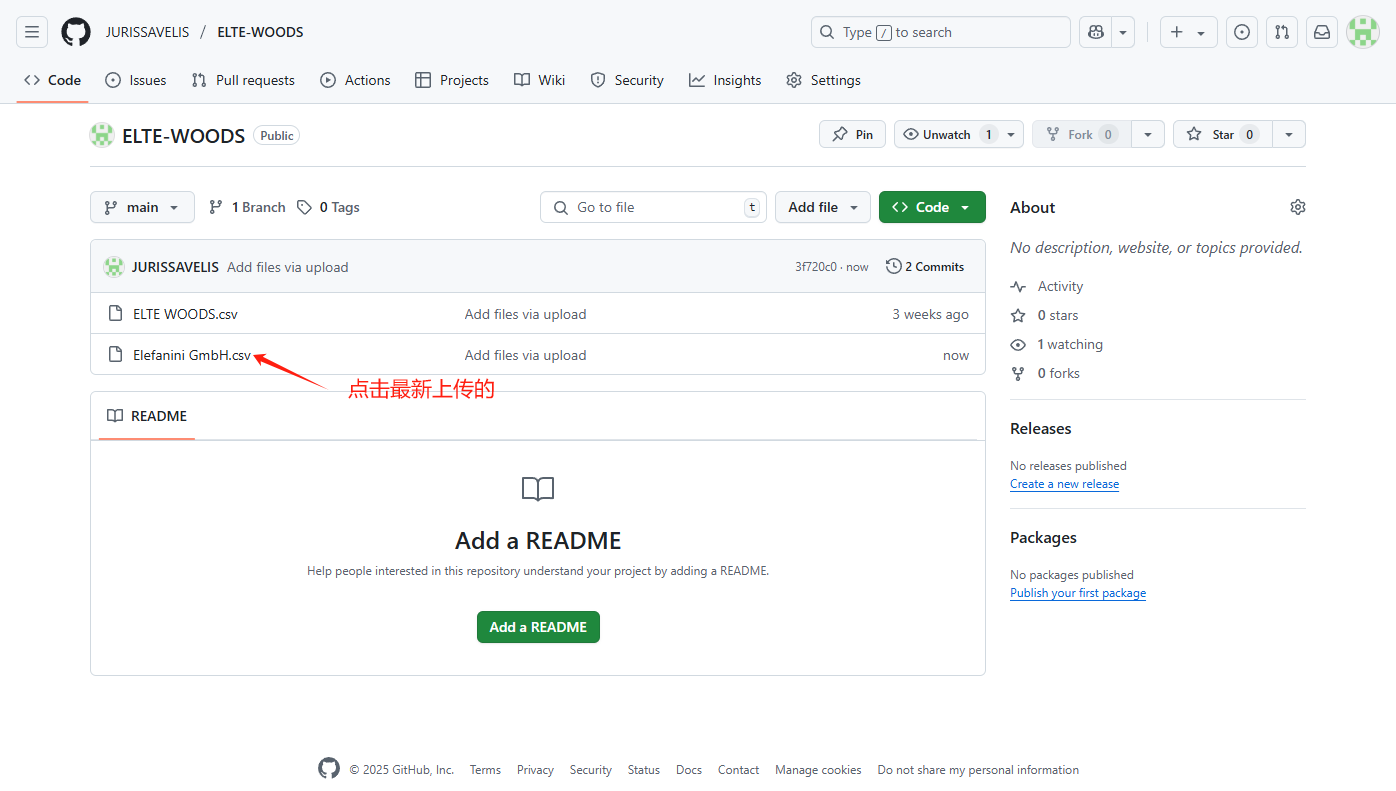 JURISSAVELIS / ELTE-WOODS
Type / to search
Code
Issues
Pull requests
Actions
Projects
Wiki
Security
Insights
Settings
ELTE-WOODS Public
Pin
Unwatch 1
Fork 0
Star 0
main
1 Branch
0 Tags
Go to file t
Add file
Code
JURISSAVELIS Add files via upload 3f720c0 · now 2 Commits
ELTE WOODS.csv Add files via upload 3 weeks ago
Elefanini GmbH.csv Add files via upload now
点击最新上传的
README
Add a README
Help people interested in this repository understand your project by adding a README.
Add a README
About
No description, website, or topics provided.
Activity
0 stars
1 watching
0 forks
Releases
No releases published
Create a new release
Packages
No packages published
Publish your first package
© 2025 GitHub, Inc. Terms Privacy Security Status Docs Contact Manage cookies Do not share my personal information